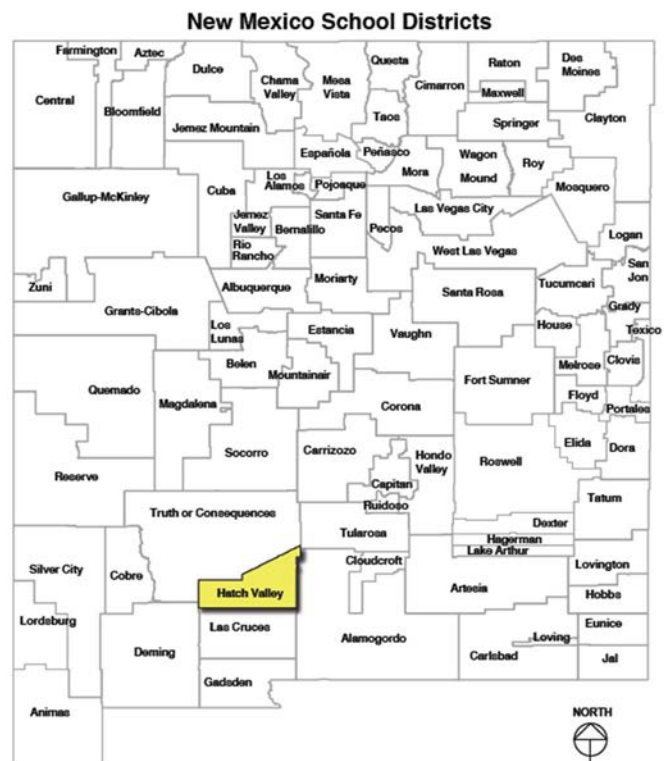 New Mexico School Districts
Farmington
Aztec
Dulce
Chama
Valley
Mesa
Vista
Questa
Cimarron
Raton
Des
Moines
Central
Bloomfield
Maxwell
Clayton
Taos
Springer
Jemez Mountain
Española
Peñasco
Mora
Wagon
Mound
Roy
Gallup-McKinley
Cuba
Los
Alamos
Pojoaque
Mosquero
Jemez
Valley
Bernalillo
Santa Fe
Pecos
Las Vegas City
Logan
Rio
Rancho
West Las Vegas
San
Jon
Zuni
Albuquerque
Moriarty
Santa Rosa
Tucumcari
Grady
Grants-Cibola
Los
Lunas
Estancia
Vaughn
House
Texico
Belen
Mountainair
Melrose
Clovis
Quemado
Magdalena
Fort Sumner
Floyd
Portales
Corona
Socorro
Carrizozo
Hondo
Valley
Roswell
Elida
Dora
Reserve
Capitan
Tatum
Truth or Consequences
Ruidoso
Tularosa
Dexter
Hagerman
Lake Arthur
Silver City
Cobre
Cloudcroft
Lovington
Hatch Valley
Artesia
Hobbs
Lordsburg
Las Cruces
Alamogordo
Loving
Eunice
Deming
Carlsbad
Jal
Gadsden
Animas
NORTH